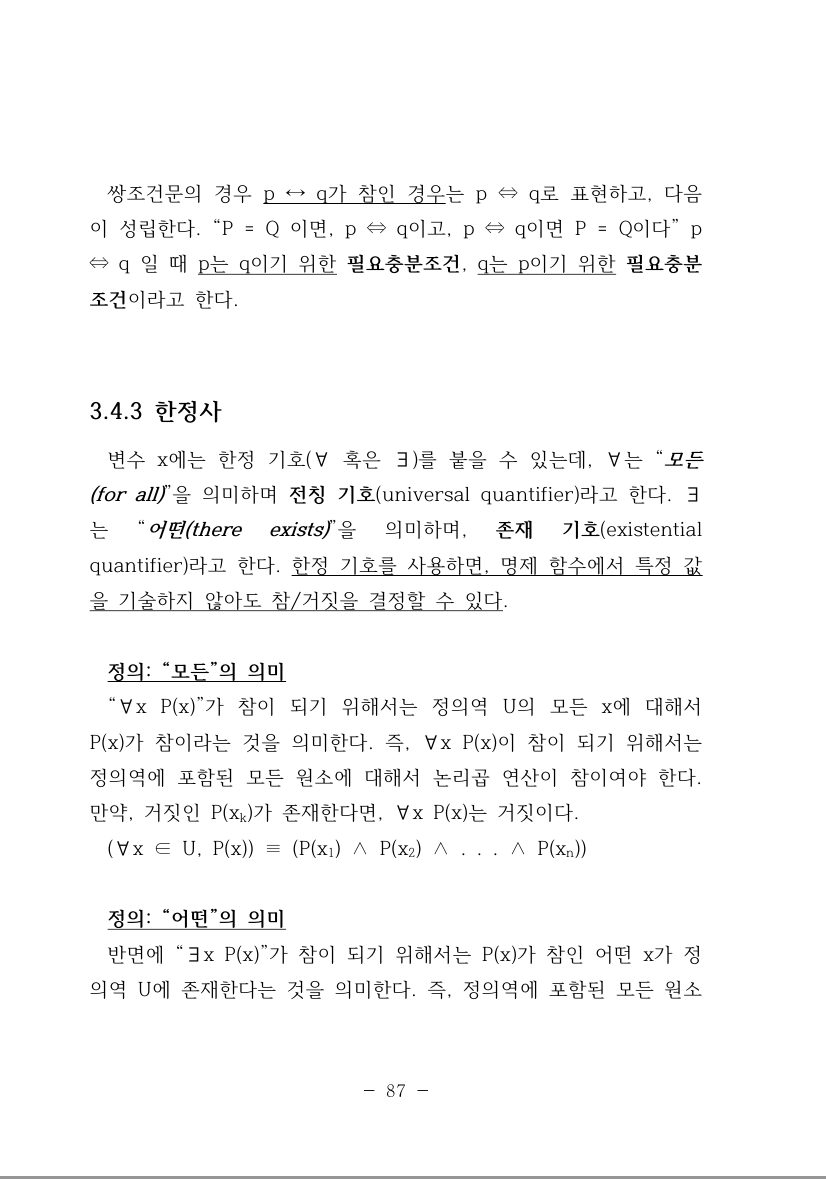 쌍조건문의 경우 p ↔ q가 참인 경우는 p ⇔ q로 표현하고, 다음
이 성립한다. “P = Q 이면, p ⇔ q이고, p ⇔ q이면 P = Q이다” p
⇔ q 일 때 p는 q이기 위한 필요충분조건, q는 p이기 위한 필요충분
조건이라고 한다.
3.4.3 한정사
변수 x에는 한정 기호(∀ 혹은 ∃)를 붙을 수 있는데, ∀는 “모든
(for all)”을 의미하며 전칭 기호(universal quantifier)라고 한다. ∃
는 “어떤(there exists)”을 의미하며, 존재 기호(existential
quantifier)라고 한다. 한정 기호를 사용하면, 명제 함수에서 특정 값
을 기술하지 않아도 참/거짓을 결정할 수 있다.
정의: “모든”의 의미
“∀x P(x)”가 참이 되기 위해서는 정의역 U의 모든 x에 대해서
P(x)가 참이라는 것을 의미한다. 즉, ∀x P(x)이 참이 되기 위해서는
정의역에 포함된 모든 원소에 대해서 논리곱 연산이 참이여야 한다.
만약, 거짓인 P(xₖ)가 존재한다면, ∀x P(x)는 거짓이다.
(∀x ∈ U, P(x)) ≡ (P(x₁) ∧ P(x₂) ∧ . . . ∧ P(xₙ))
정의: “어떤”의 의미
반면에 “∃x P(x)”가 참이 되기 위해서는 P(x)가 참인 어떤 x가 정
의역 U에 존재한다는 것을 의미한다. 즉, 정의역에 포함된 모든 원소
- 87 -